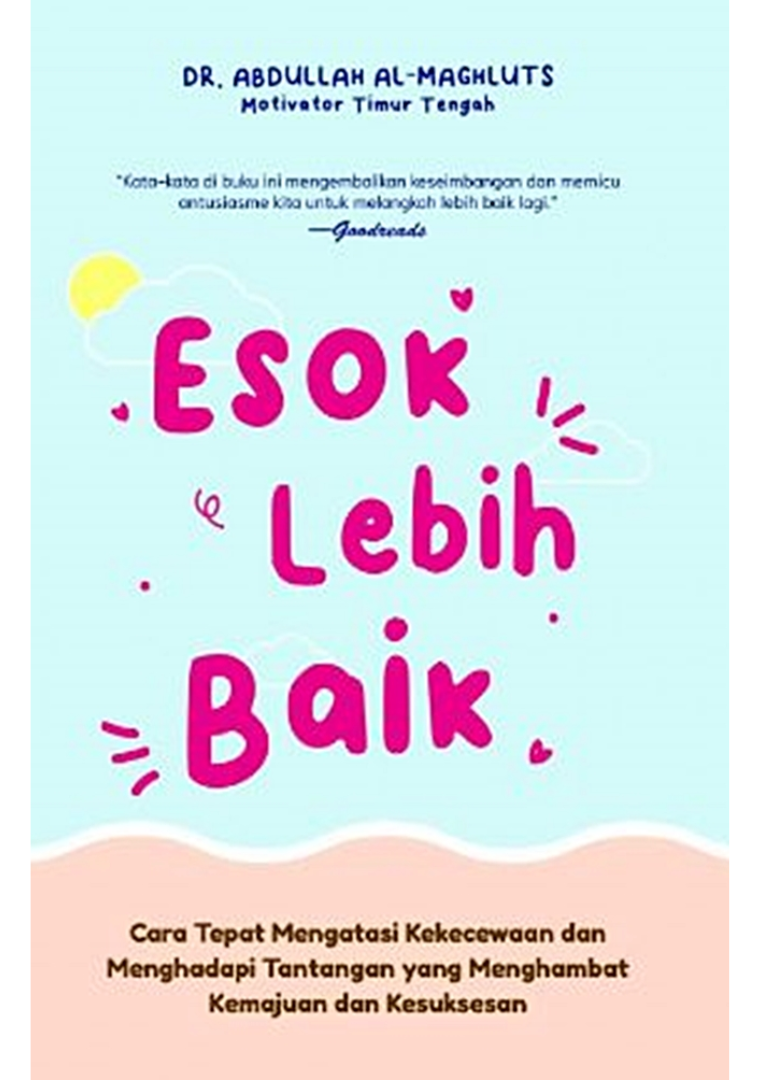 DR. ABDULLAH AL-MAGHLUTS
Motivator Timur Tengah
"Kata-kata di buku ini mengembalikan keseimbangan dan memicu
antusiasme kita untuk melangkah lebih baik lagi."
—Goodreads
Esok
Lebih
Baik
Cara Tepat Mengatasi Kekecewaan dan
Menghadapi Tantangan yang Menghambat
Kemajuan dan Kesuksesan